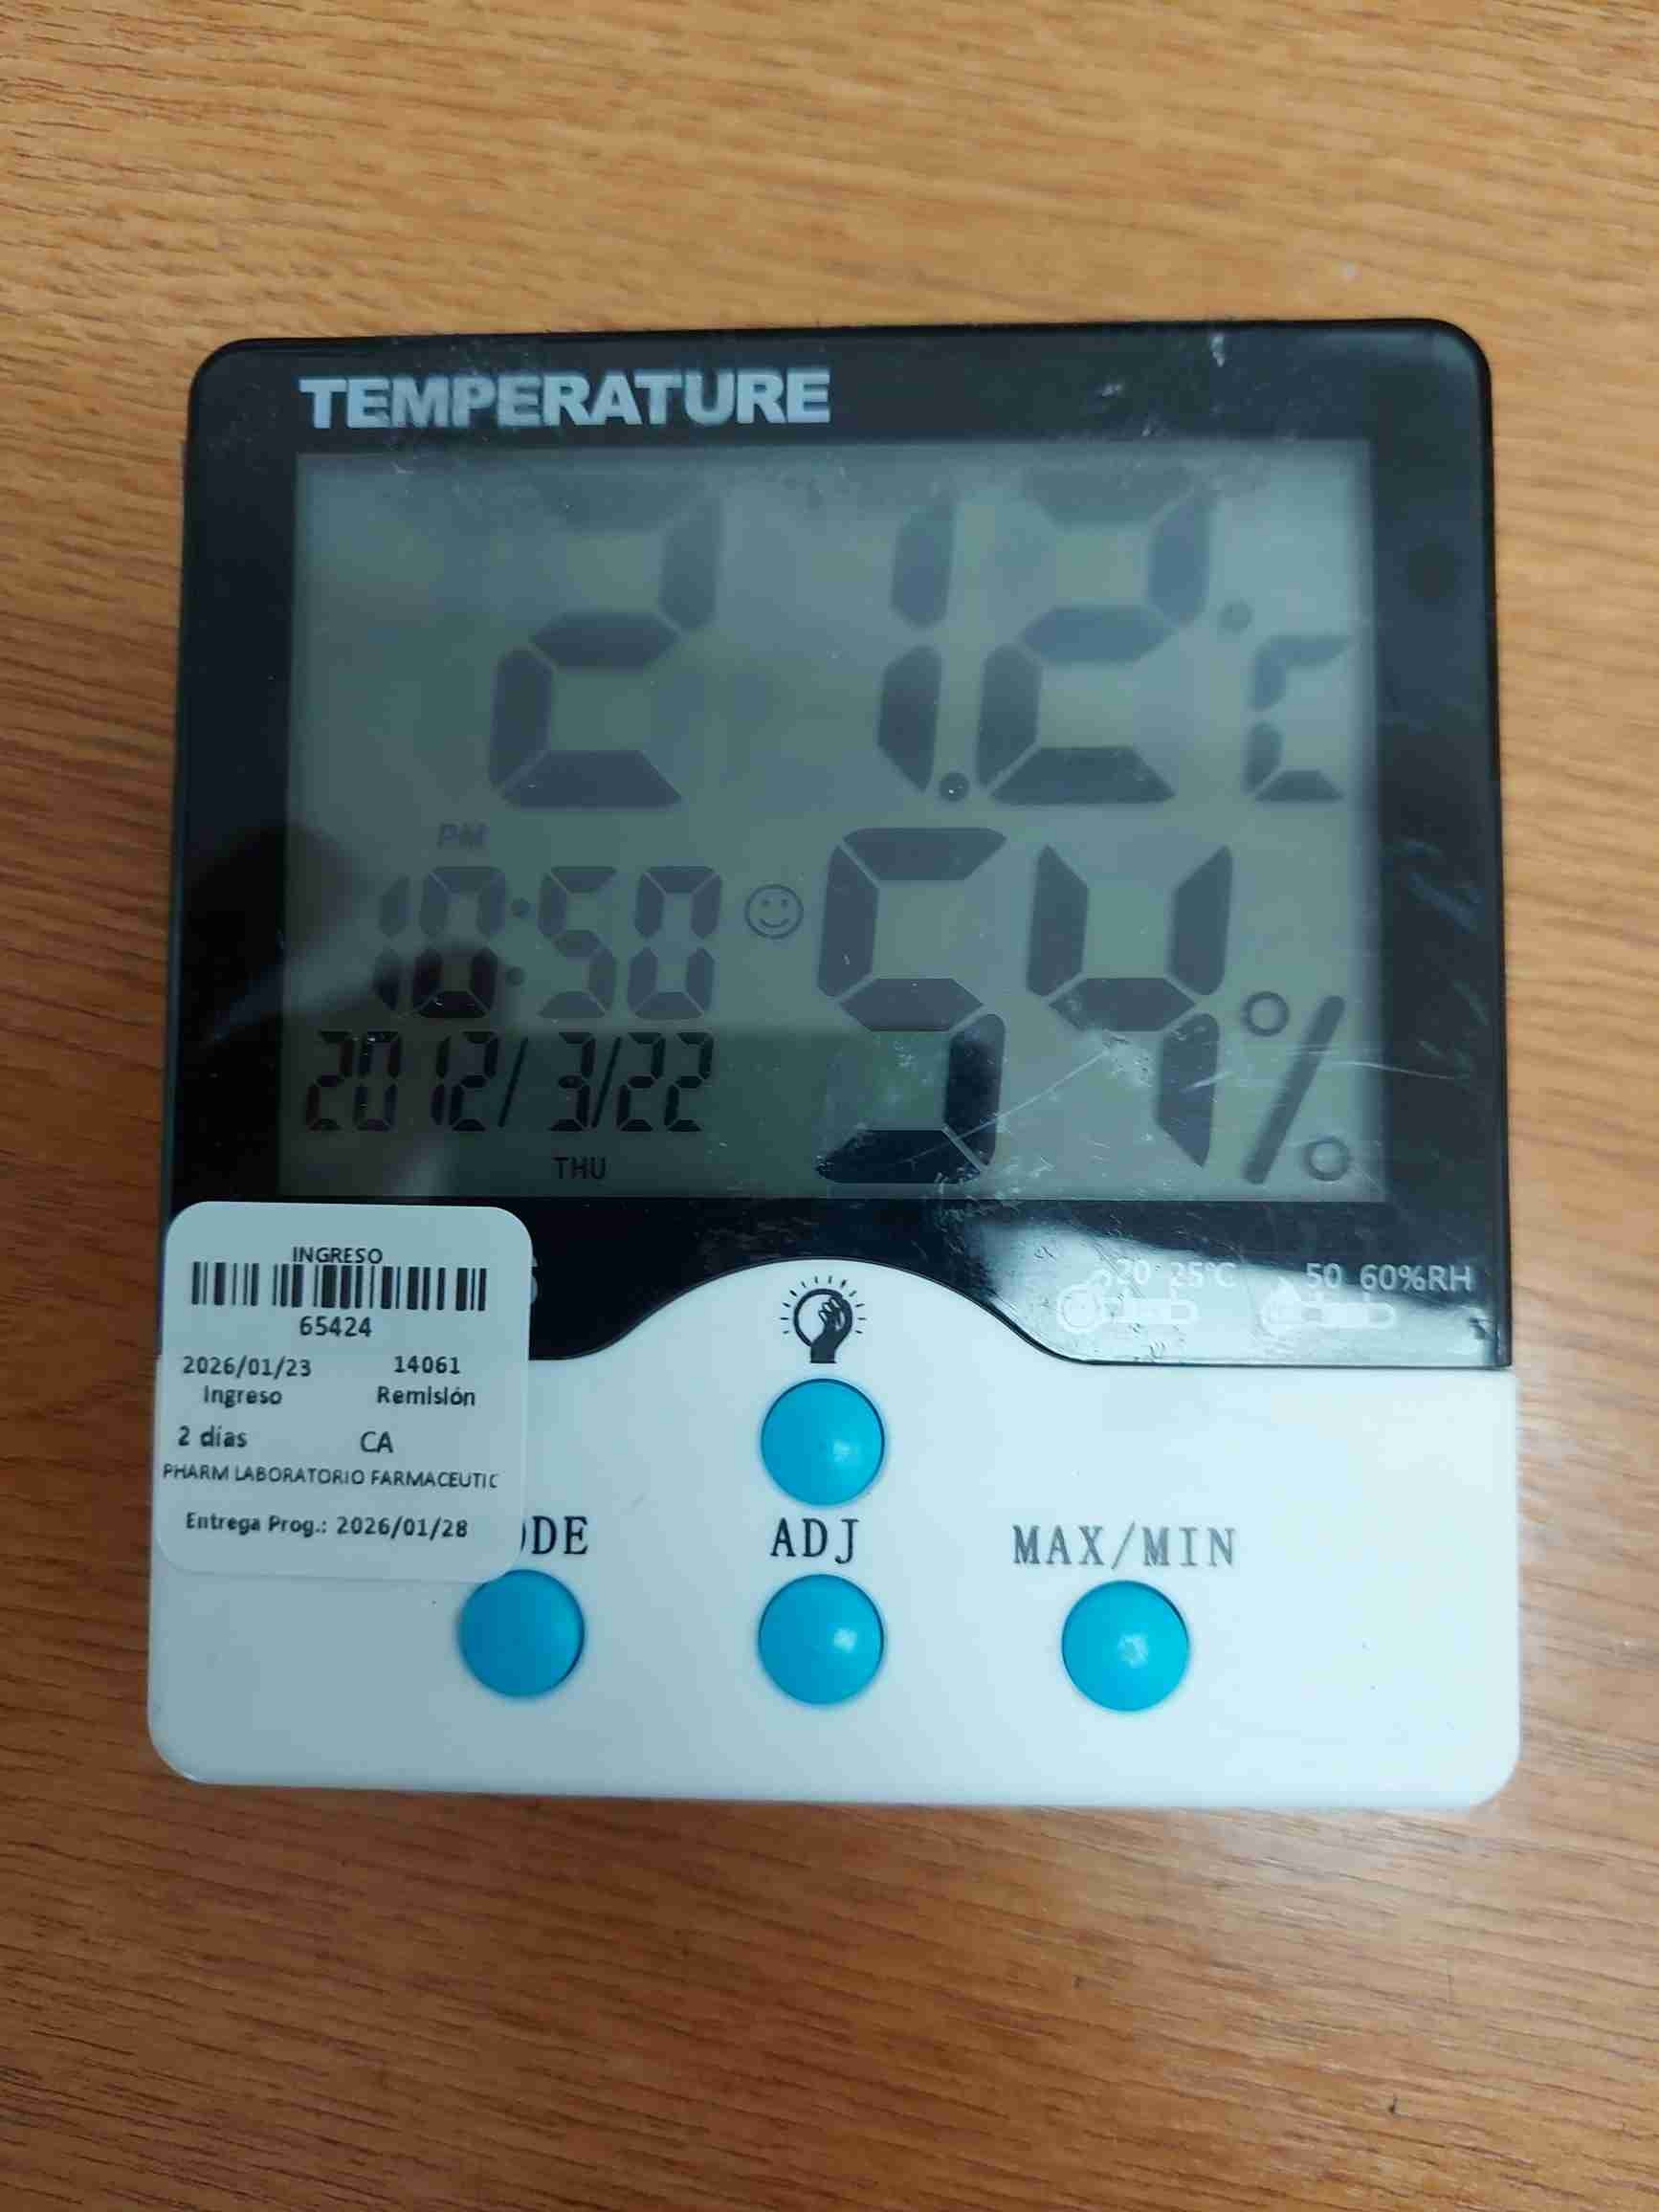 TEMPERATURE
21.2°C
PM
10:50
54%
2012/3/22
THU
20 25°C
50 60%RH
INGRESO
65424
2026/01/23 14061
Ingreso Remisión
2 días CA
PHARM LABORATORIO FARMACEUTIC
Entrega Prog.: 2026/01/28
ADJ
MAX/MIN